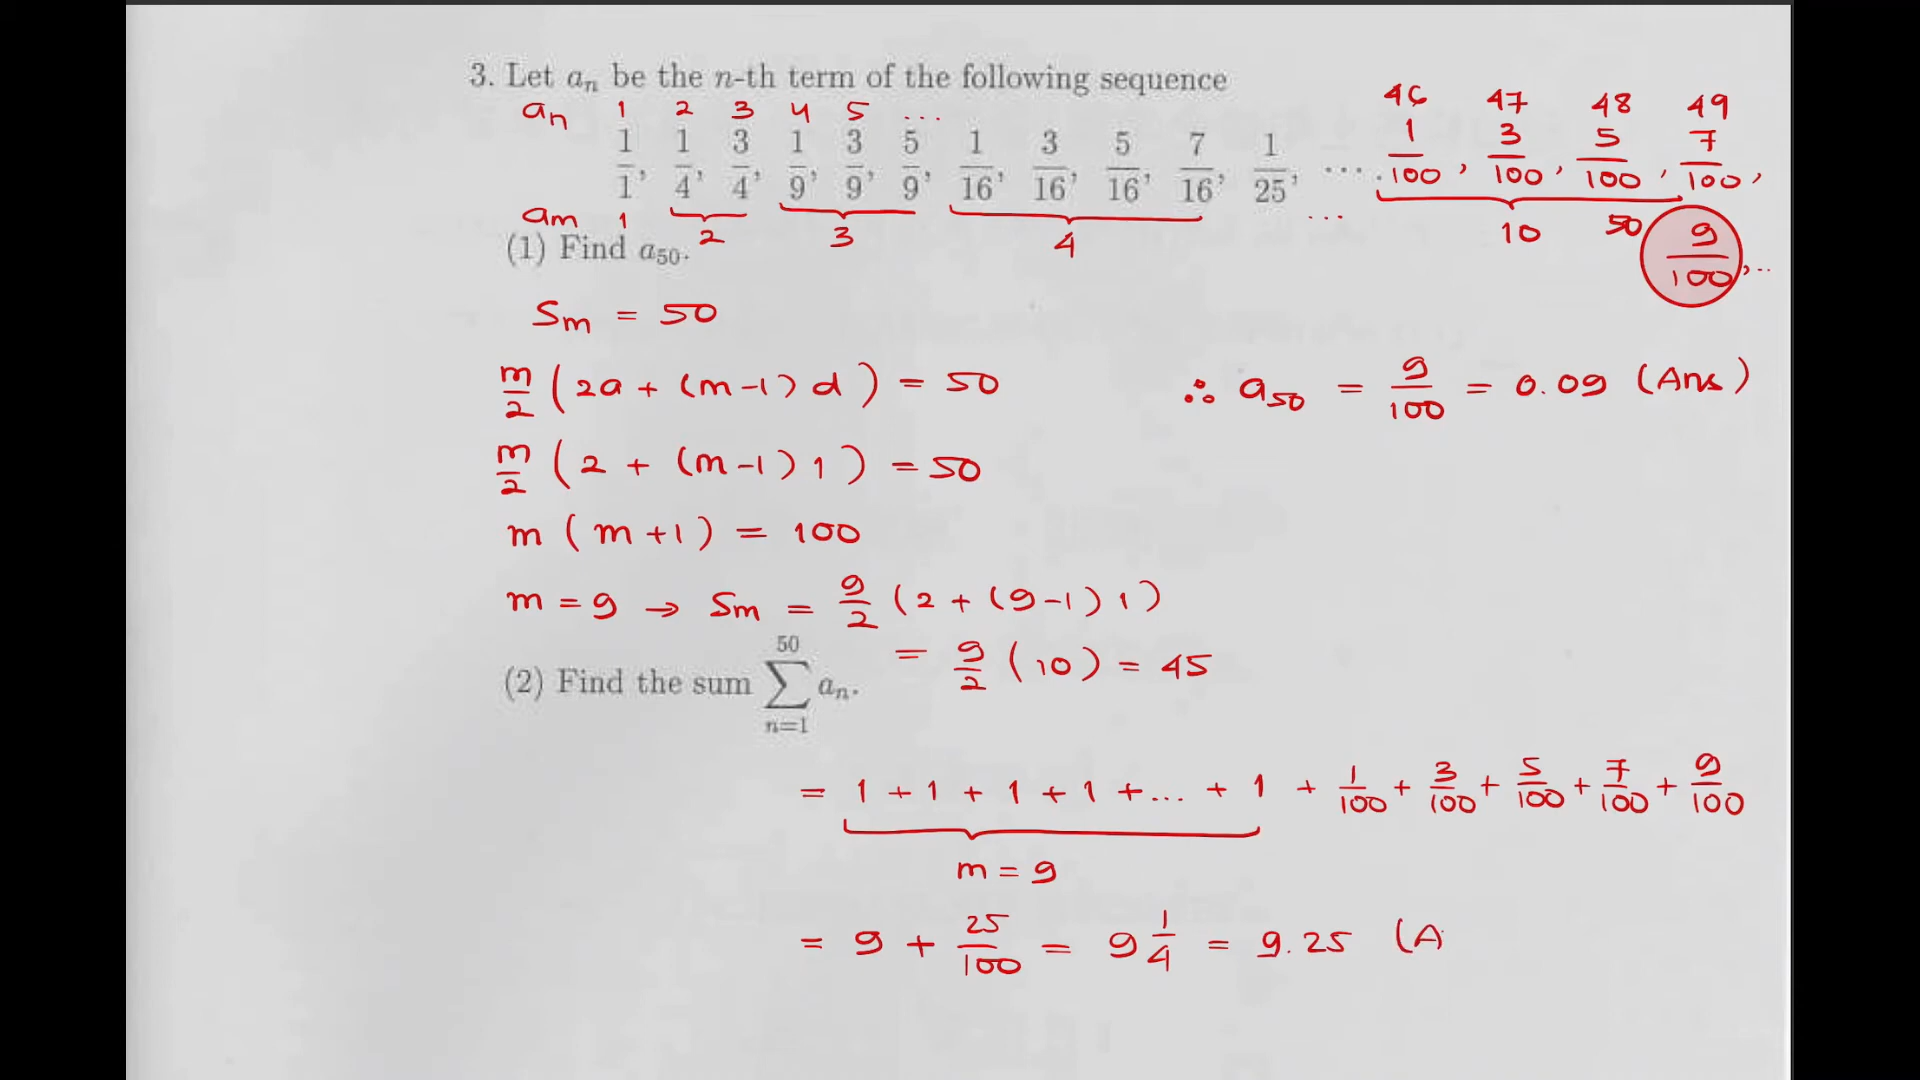 3. Let aₙ be the n-th term of the following sequence
aₙ 1 2 3 4 5 ... 46 47 48 49
1/1, 1/4, 3/4, 1/9, 3/9, 5/9, 1/16, 3/16, 5/16, 7/16, 1/25, .... 1/100, 3/100, 5/100, 7/100,
aₘ 1 2 3 4 ... 10 50 9/100, ..
(1) Find a₅₀.
Sₘ = 50
m/2 (2a + (m-1) d) = 50
∴ a₅₀ = 9/100 = 0.09 (Ans)
m/2 (2 + (m-1) 1) = 50
m (m+1) = 100
m = 9 → Sₘ = 9/2 (2 + (9-1) 1)
= 9/2 (10) = 45
(2) Find the sum ∑ₙ₌₁⁵⁰ aₙ.
= 1 + 1 + 1 + 1 + ... + 1 + 1/100 + 3/100 + 5/100 + 7/100 + 9/100
m = 9
= 9 + 25/100 = 9 1/4 = 9.25 (A